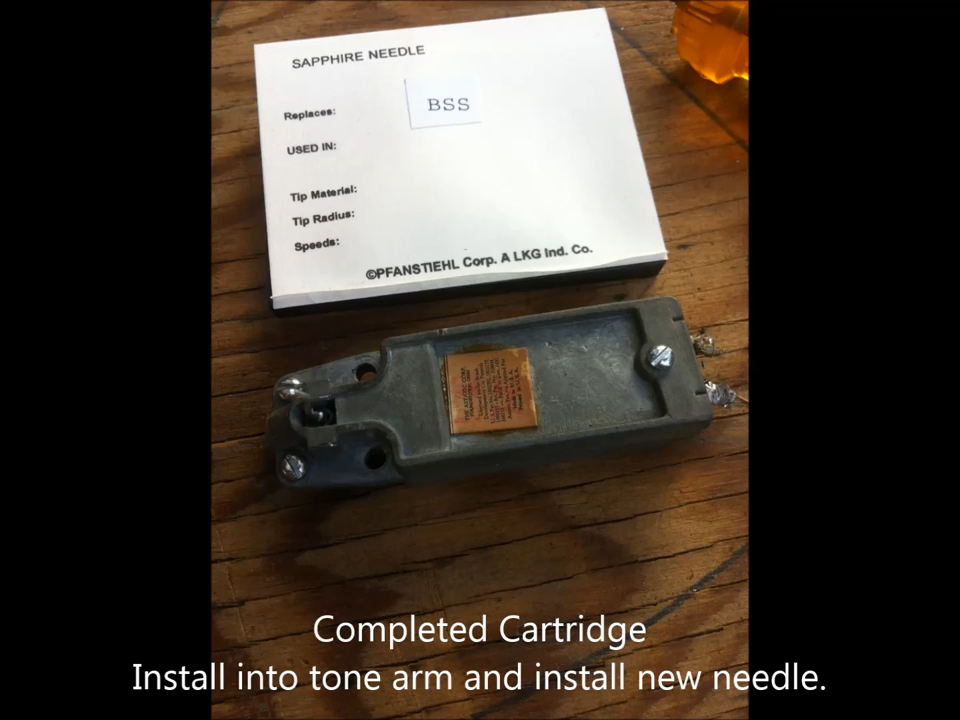 SAPPHIRE NEEDLE
Replaces:
BSS
USED IN:
Tip Material:
Tip Radius:
Speeds:
©PFANSTIEHL Corp. A LKG Ind. Co.
Completed Cartridge
Install into tone arm and install new needle.